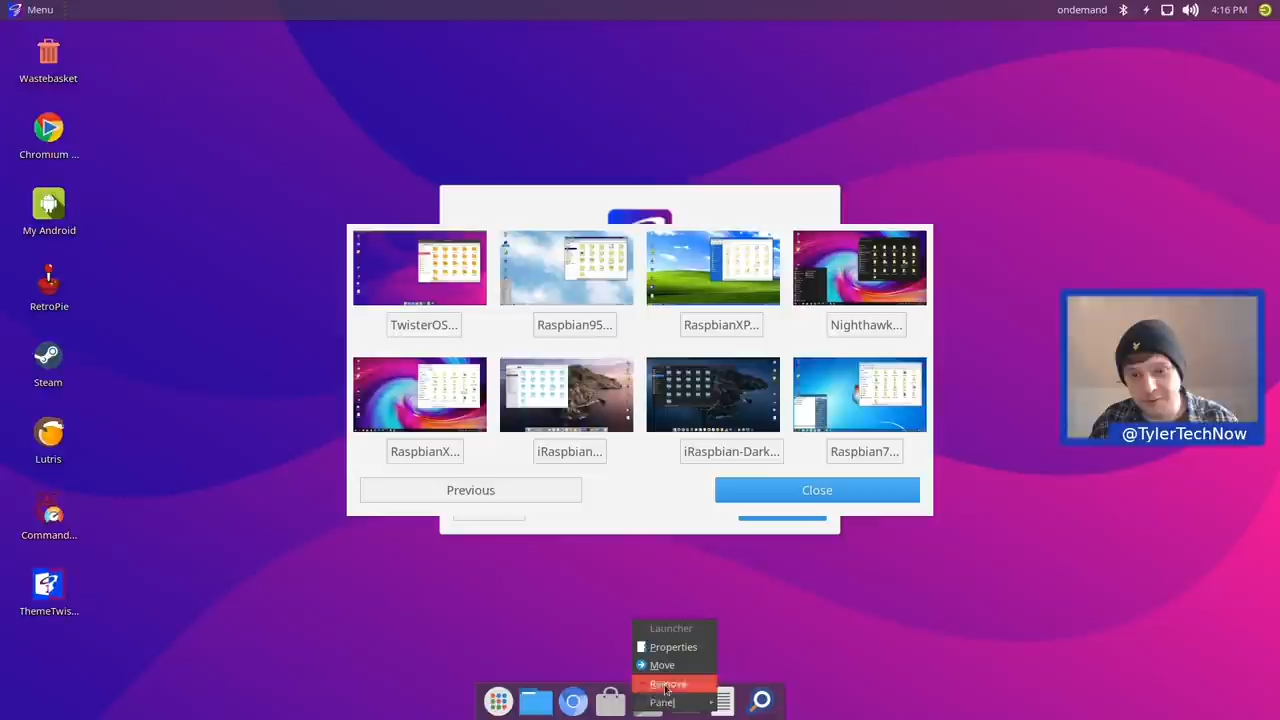 Menu
ondemand
4:16 PM
Wastebasket
Chromium ...
My Android
RetroPie
Steam
Lutris
Command...
ThemeTwis...
TwisterOS...
Raspbian95...
RaspbianXP...
Nighthawk...
RaspbianX...
iRaspbian...
iRaspbian-Dark...
Raspbian7...
Previous
Close
@TylerTechNow
Launcher
Properties
Move
Remove
Panel